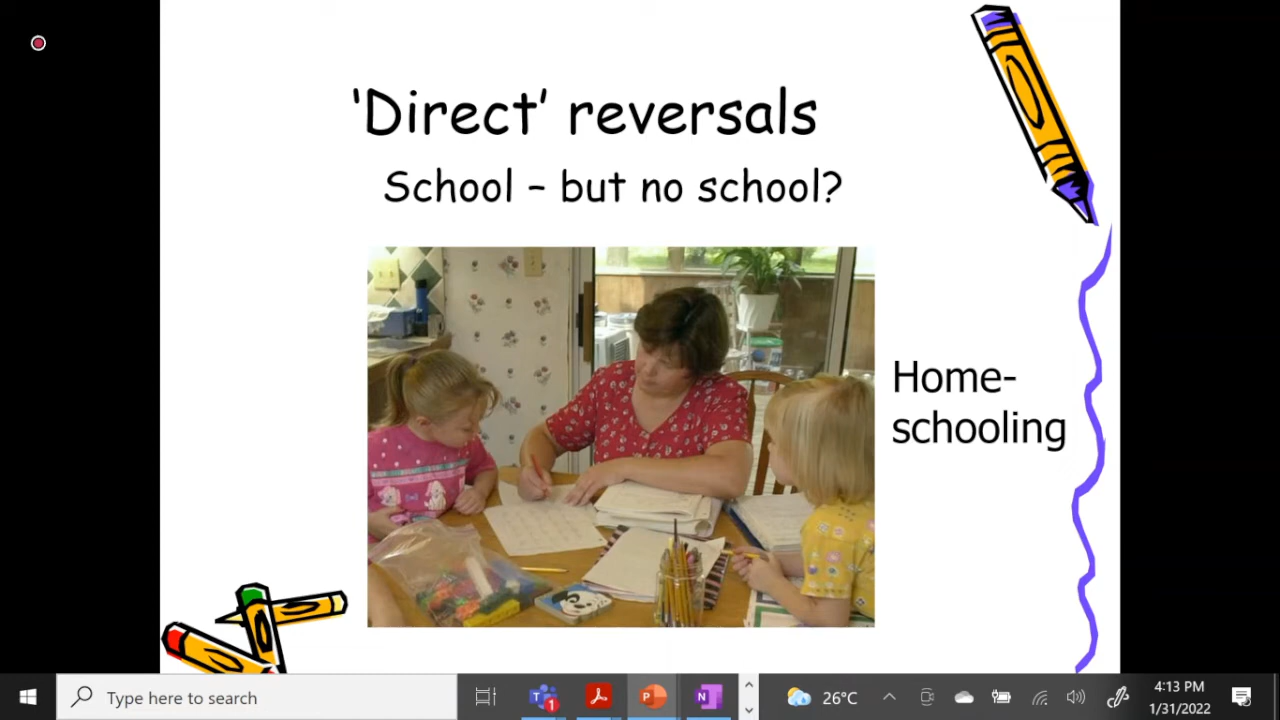 ‘Direct’ reversals
School – but no school?
Home-
schooling
Type here to search
1
26°C
4:13 PM
1/31/2022